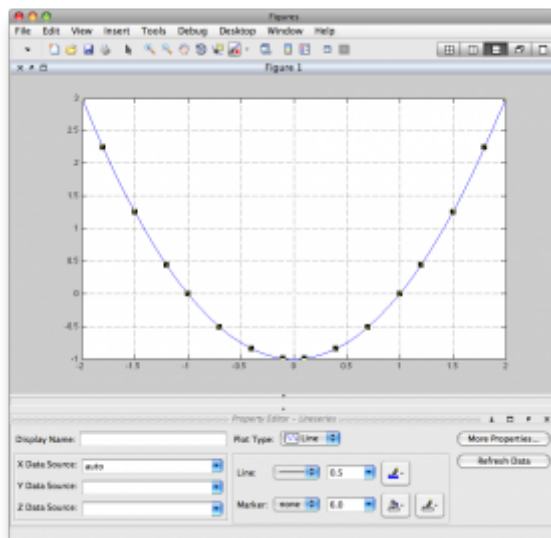 Figures
File Edit View Insert Tools Debug Desktop Window Help
Figure 1
3
2.5
2
1.5
1
0.5
0
-0.5
-1
-2 -1.5 -1 -0.5 0 0.5 1 1.5 2
Property Editor - Lineseries
Display Name: Plot Type: Line More Properties...
X Data Source: auto Line: 0.5 Refresh Data
Y Data Source:
Z Data Source: Marker: none 6.0